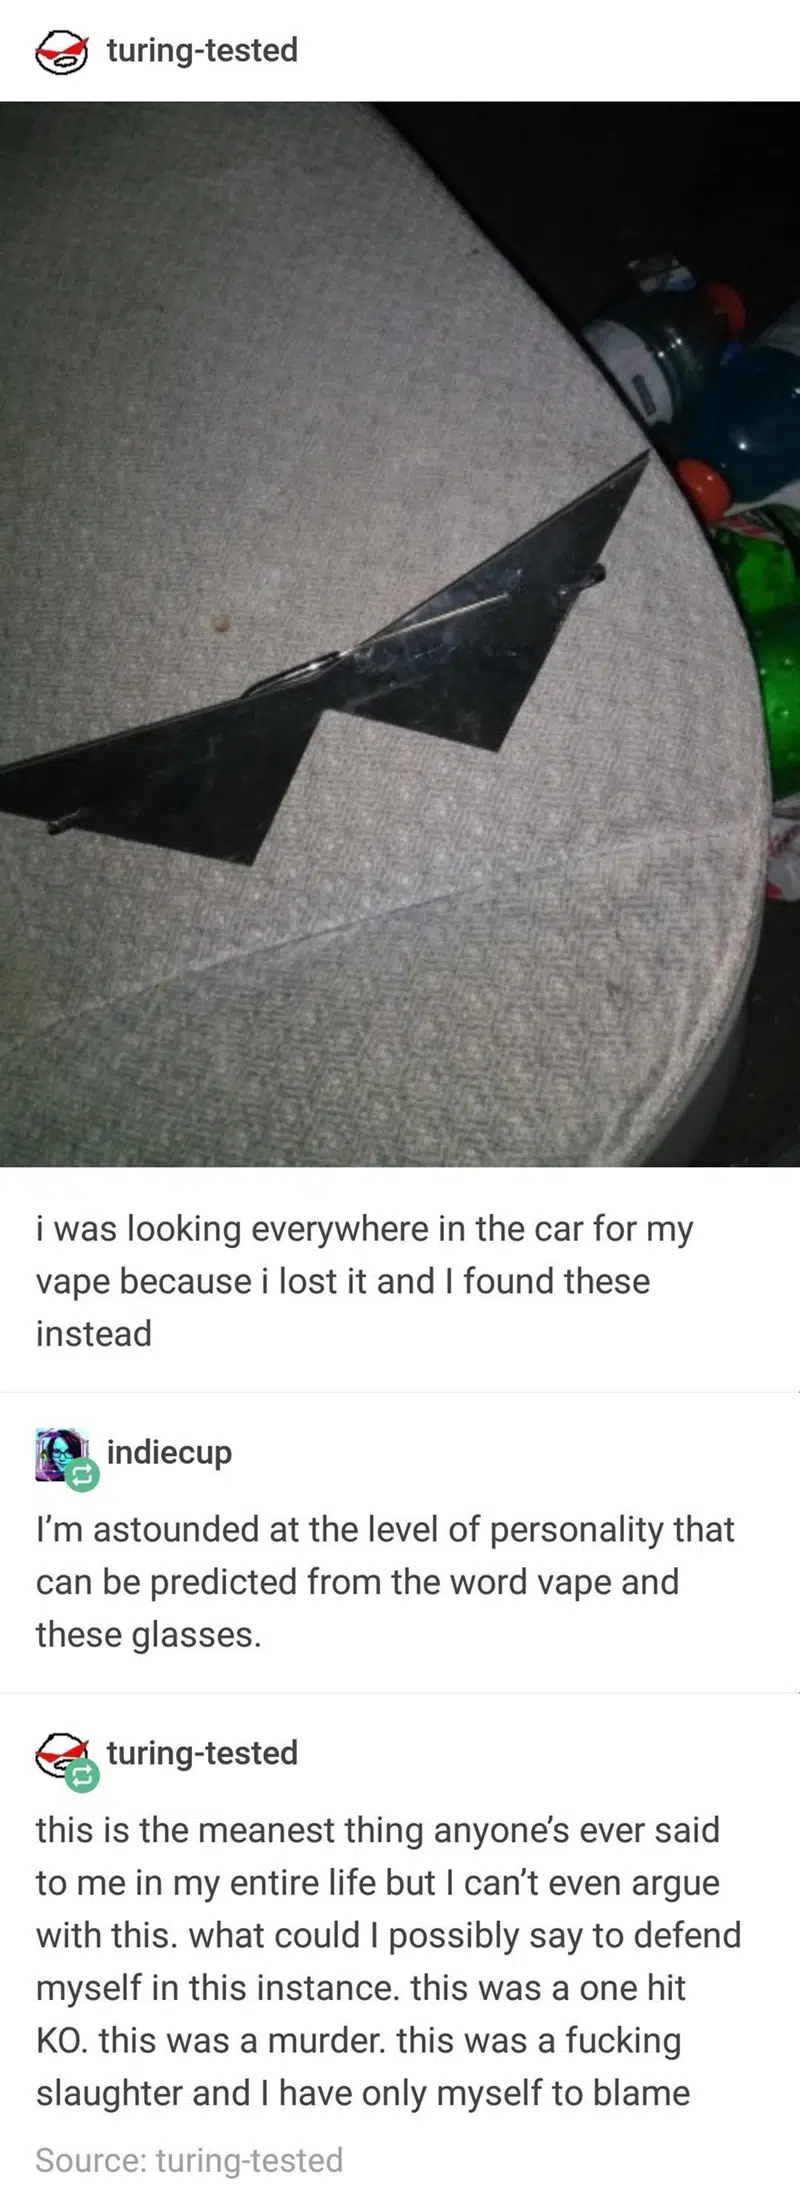 turing-tested
i was looking everywhere in the car for my
vape because i lost it and I found these
instead
indiecup
I’m astounded at the level of personality that
can be predicted from the word vape and
these glasses.
turing-tested
this is the meanest thing anyone’s ever said
to me in my entire life but I can’t even argue
with this. what could I possibly say to defend
myself in this instance. this was a one hit
KO. this was a murder. this was a fucking
slaughter and I have only myself to blame
Source: turing-tested